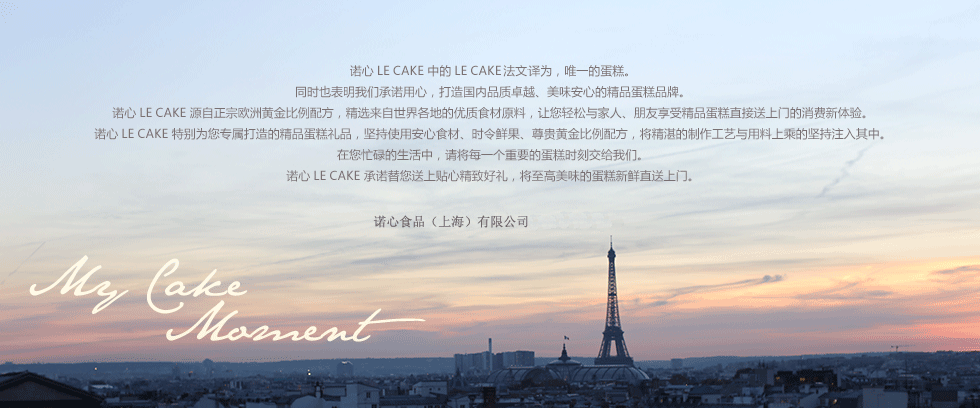 诺心 LE CAKE 中的 LE CAKE法文译为，唯一的蛋糕。
同时也表明我们承诺用心，打造国内品质卓越、美味安心的精品蛋糕品牌。
诺心 LE CAKE 源自正宗欧洲黄金比例配方，精选来自世界各地的优质食材原料，让您轻松与家人、朋友享受精品蛋糕直接送上门的消费新体验。
诺心 LE CAKE 特别为您专属打造的精品蛋糕礼品，坚持使用安心食材、时令鲜果、尊贵黄金比例配方，将精湛的制作工艺与用料上乘的坚持注入其中。
在您忙碌的生活中，请将每一个重要的蛋糕时刻交给我们。
诺心 LE CAKE 承诺替您送上贴心精致好礼，将至高美味的蛋糕新鲜直送上门。
诺心食品（上海）有限公司
My Cake
Moment